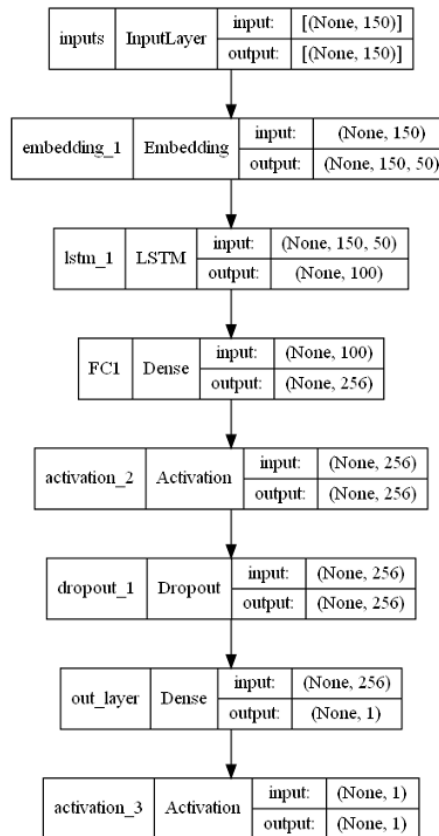 inputs InputLayer input: [(None, 150)]
output: [(None, 150)]
embedding_1 Embedding input: (None, 150)
output: (None, 150, 50)
lstm_1 LSTM input: (None, 150, 50)
output: (None, 100)
FC1 Dense input: (None, 100)
output: (None, 256)
activation_2 Activation input: (None, 256)
output: (None, 256)
dropout_1 Dropout input: (None, 256)
output: (None, 256)
out_layer Dense input: (None, 256)
output: (None, 1)
activation_3 Activation input: (None, 1)
output: (None, 1)